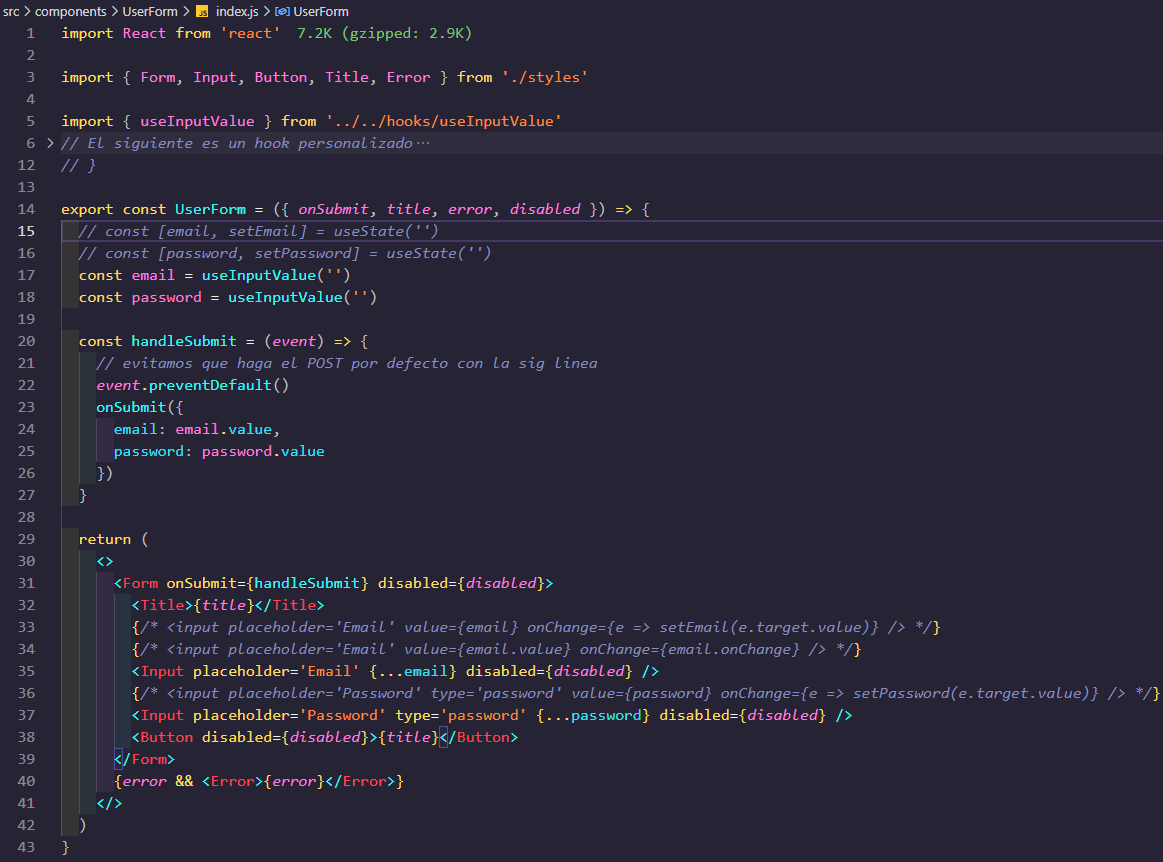 src > components > UserForm > JS index.js > UserForm
1 import React from 'react' 7.2K (gzipped: 2.9K)
2
3 import { Form, Input, Button, Title, Error } from './styles'
4
5 import { useInputValue } from '../../hooks/useInputValue'
6 > // El siguiente es un hook personalizado ···
12 // }
13
14 export const UserForm = ({ onSubmit, title, error, disabled }) => {
15 // const [email, setEmail] = useState('')
16 // const [password, setPassword] = useState('')
17 const email = useInputValue('')
18 const password = useInputValue('')
19
20 const handleSubmit = (event) => {
21 // evitamos que haga el POST por defecto con la sig linea
22 event.preventDefault()
23 onSubmit({
24 email: email.value,
25 password: password.value
26 })
27 }
28
29 return (
30 <>
31 <Form onSubmit={handleSubmit} disabled={disabled}>
32 <Title>{title}</Title>
33 {/* <input placeholder='Email' value={email} onChange={e => setEmail(e.target.value)} /> */}
34 {/* <input placeholder='Email' value={email.value} onChange={email.onChange} /> */}
35 <Input placeholder='Email' {...email} disabled={disabled} />
36 {/* <input placeholder='Password' type='password' value={password} onChange={e => setPassword(e.target.value)} /> */}
37 <Input placeholder='Password' type='password' {...password} disabled={disabled} />
38 <Button disabled={disabled}>{title}</Button>
39 </Form>
40 {error && <Error>{error}</Error>}
41 </>
42 )
43 }